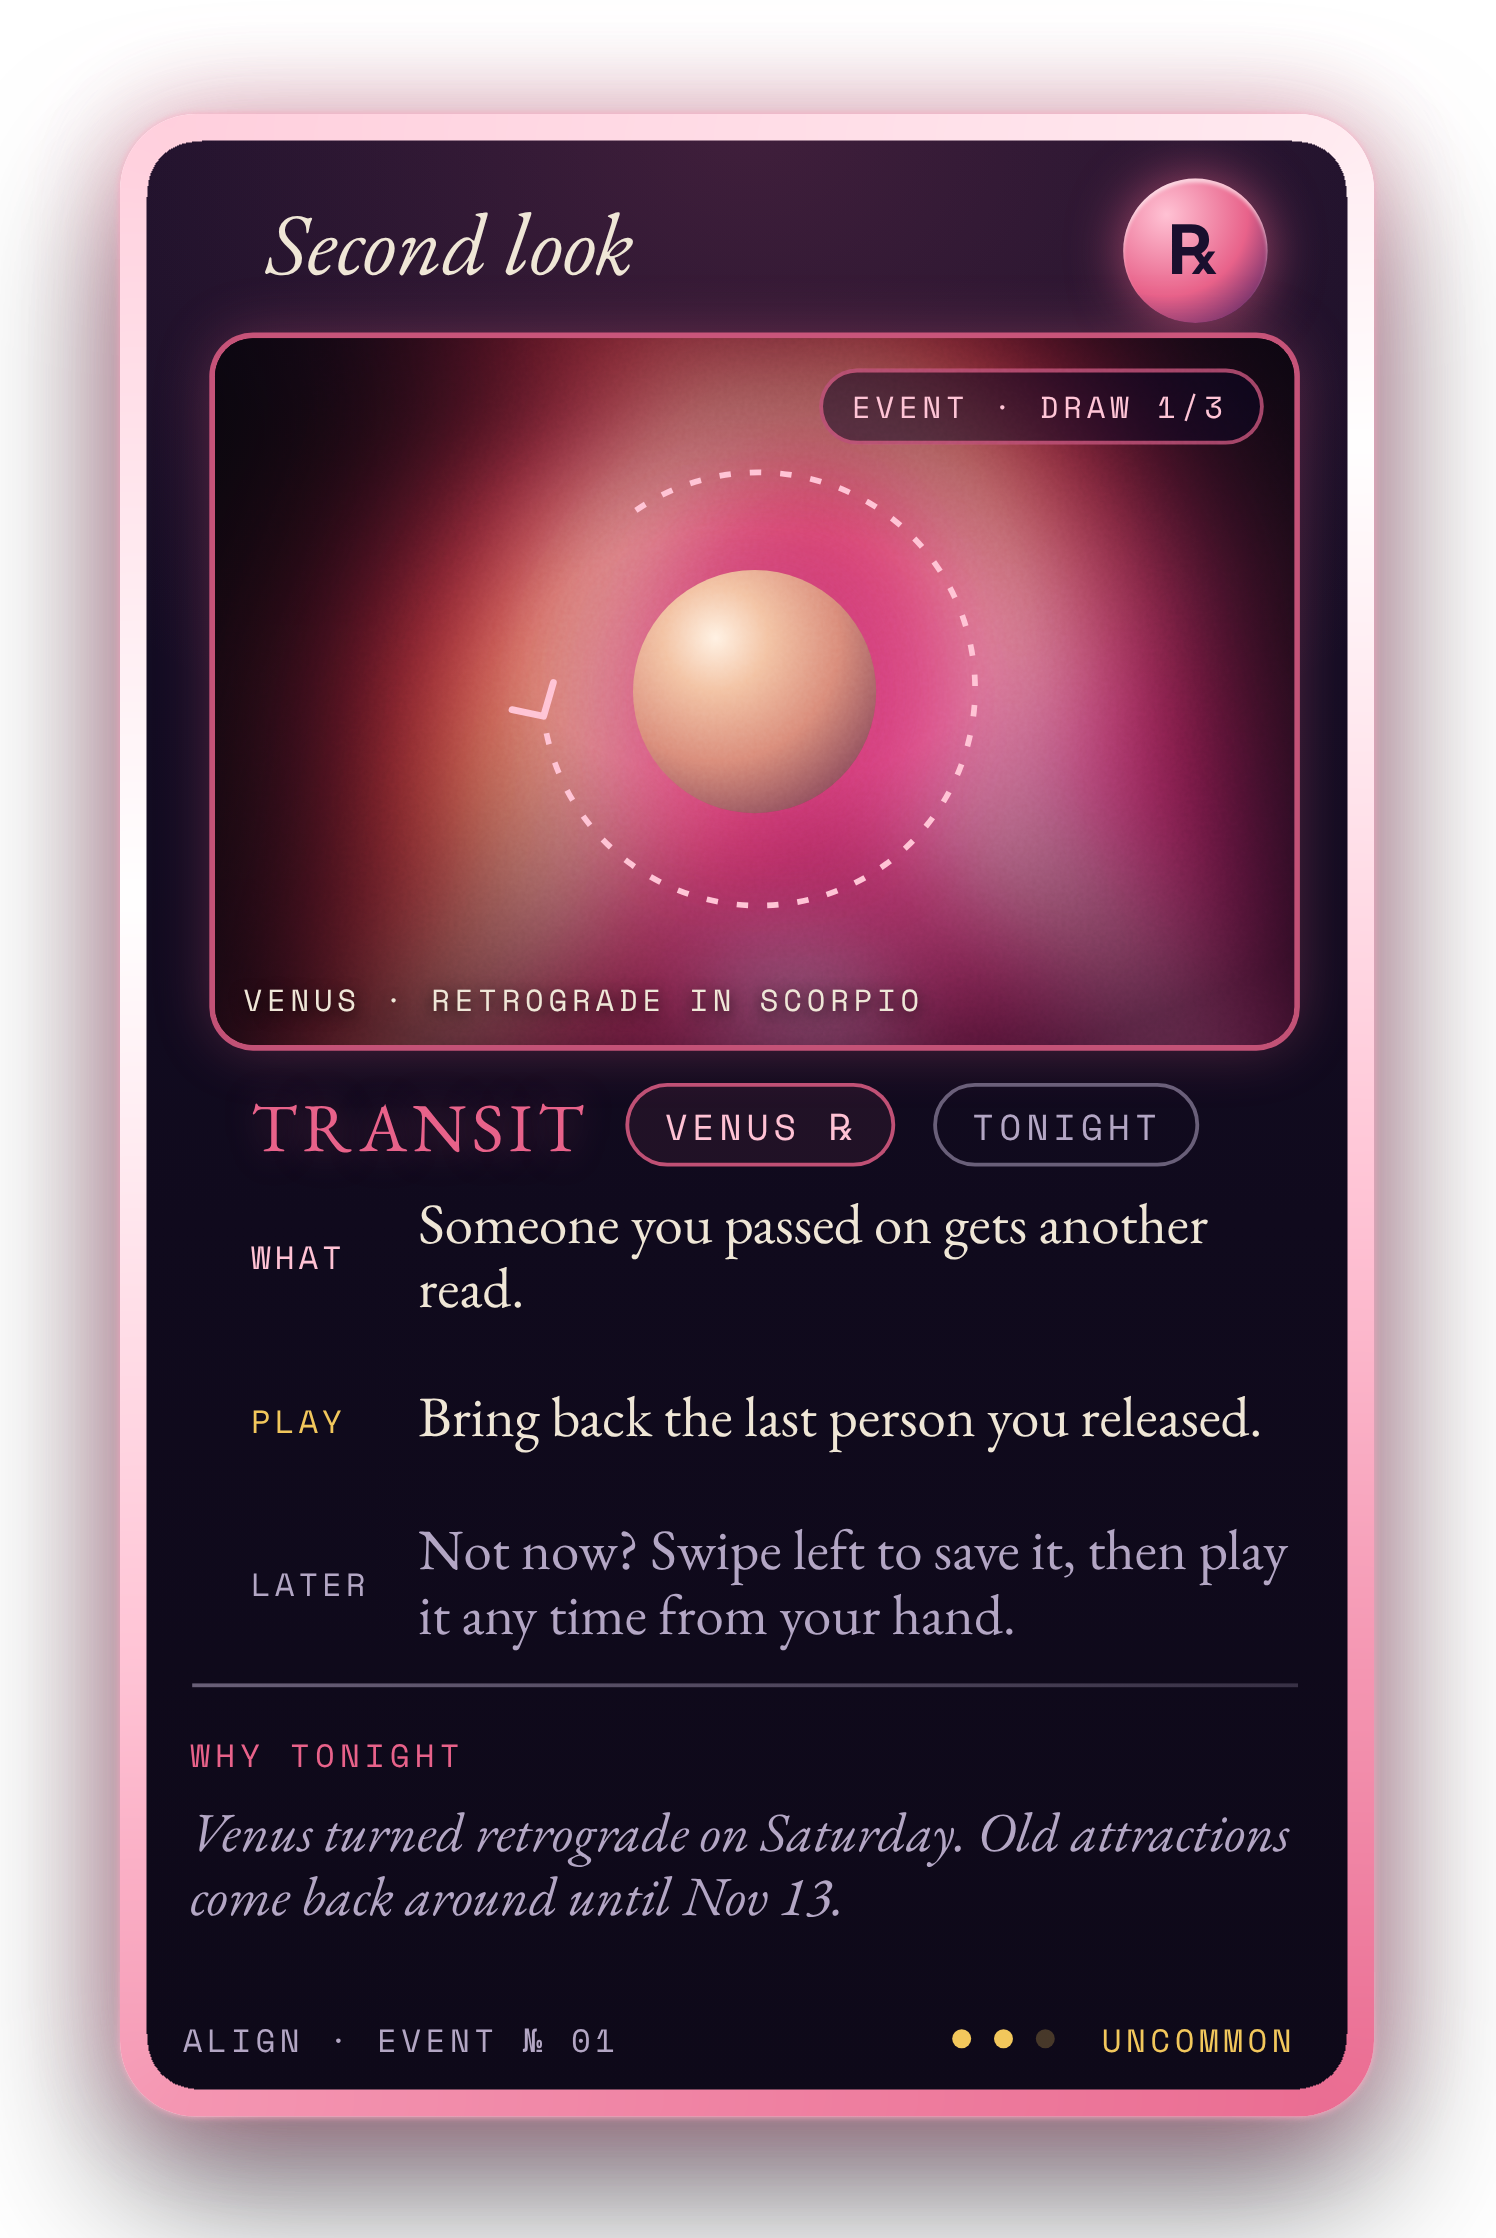 Second look
℞
EVENT · DRAW 1/3
VENUS · RETROGRADE IN SCORPIO
TRANSIT
VENUS ℞
TONIGHT
WHAT
Someone you passed on gets another
read.
PLAY
Bring back the last person you released.
LATER
Not now? Swipe left to save it, then play
it any time from your hand.
WHY TONIGHT
Venus turned retrograde on Saturday. Old attractions
come back around until Nov 13.
ALIGN · EVENT № 01
UNCOMMON